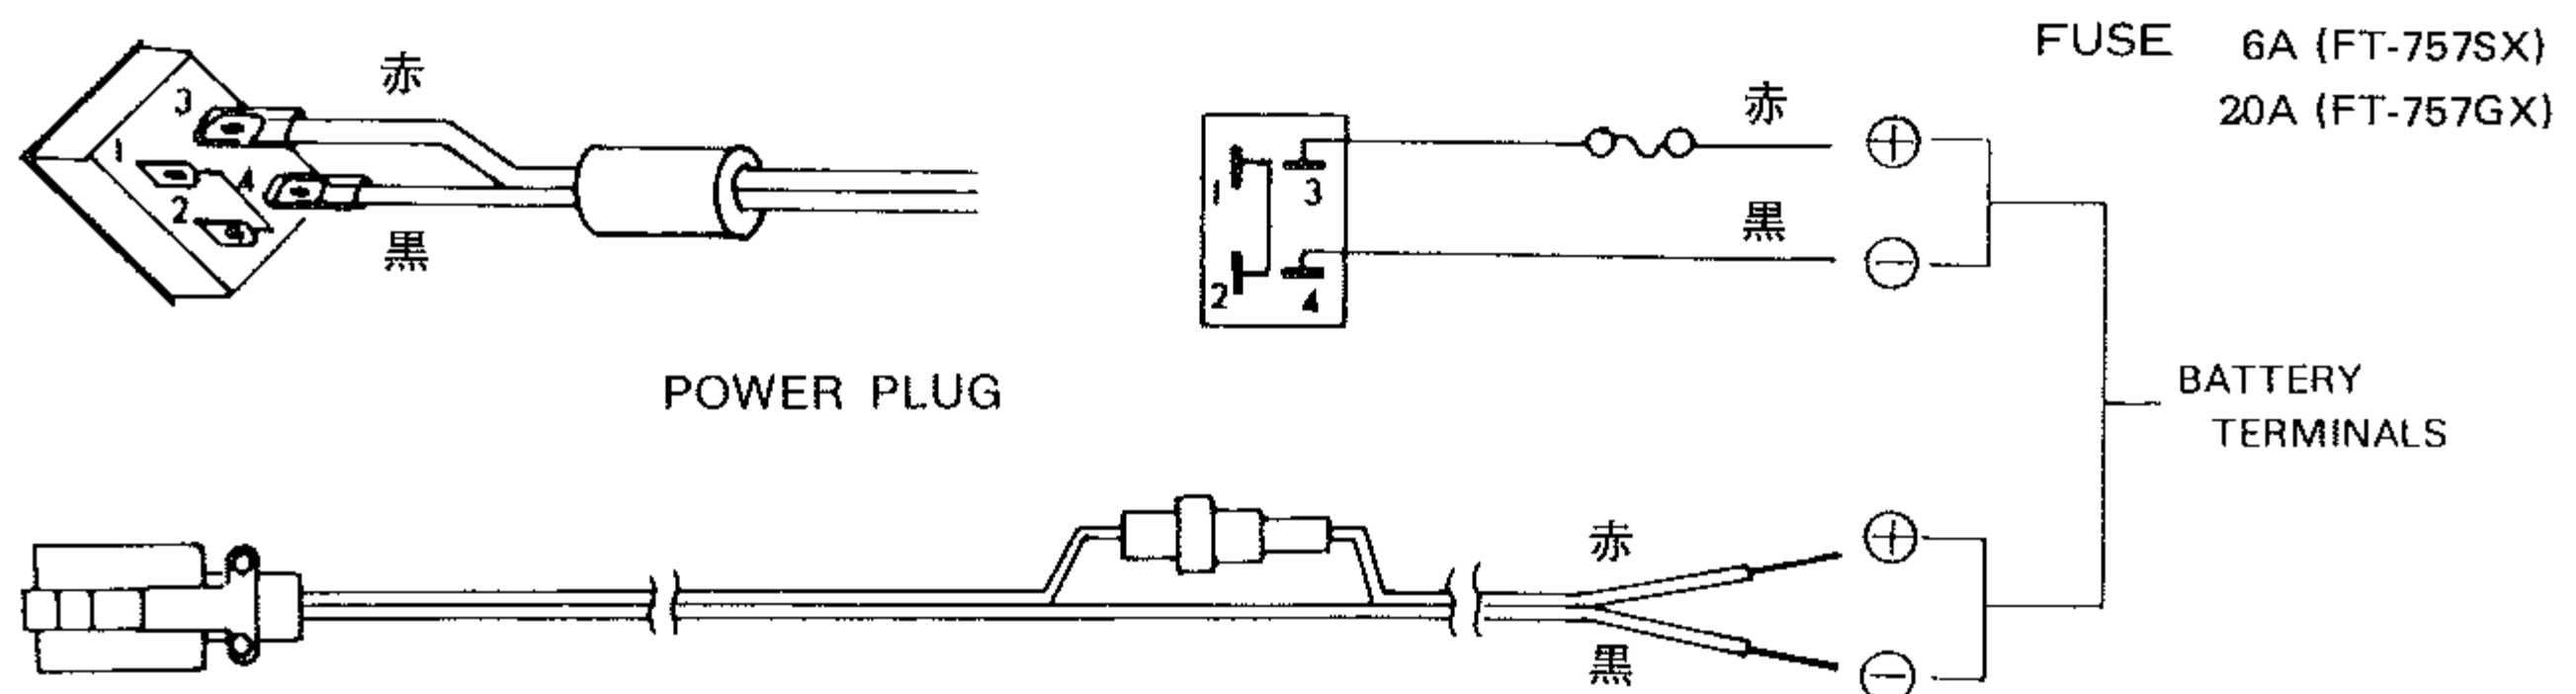 赤
3
1
4
2
黒
FUSE 6A (FT-757SX)
20A (FT-757GX)
赤
+
1
3
黒
−
2
4
POWER PLUG
BATTERY
TERMINALS
赤
+
黒
−